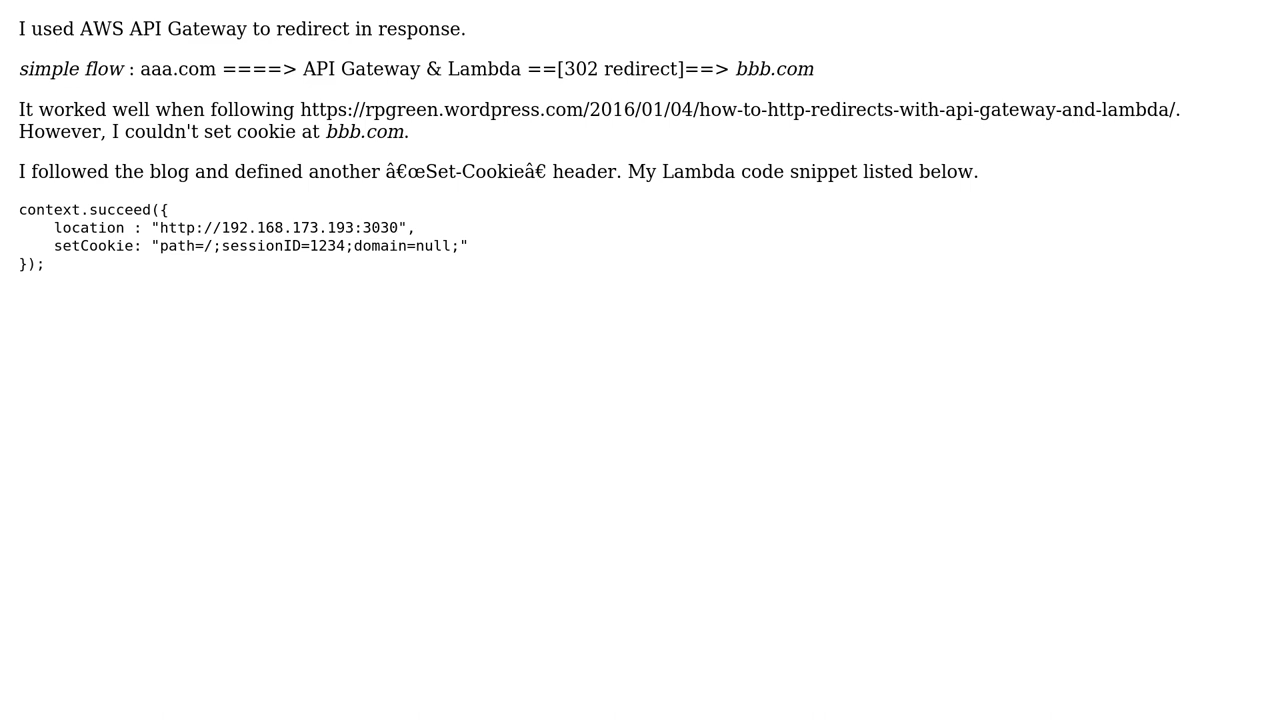 I used AWS API Gateway to redirect in response.
simple flow : aaa.com ====> API Gateway & Lambda ==[302 redirect]==> bbb.com
It worked well when following https://rpgreen.wordpress.com/2016/01/04/how-to-http-redirects-with-api-gateway-and-lambda/.
However, I couldn't set cookie at bbb.com.
I followed the blog and defined another â€œSet-Cookieâ€ header. My Lambda code snippet listed below.
context.succeed({
    location : "http://192.168.173.193:3030",
    setCookie: "path=/;sessionID=1234;domain=null;"
});